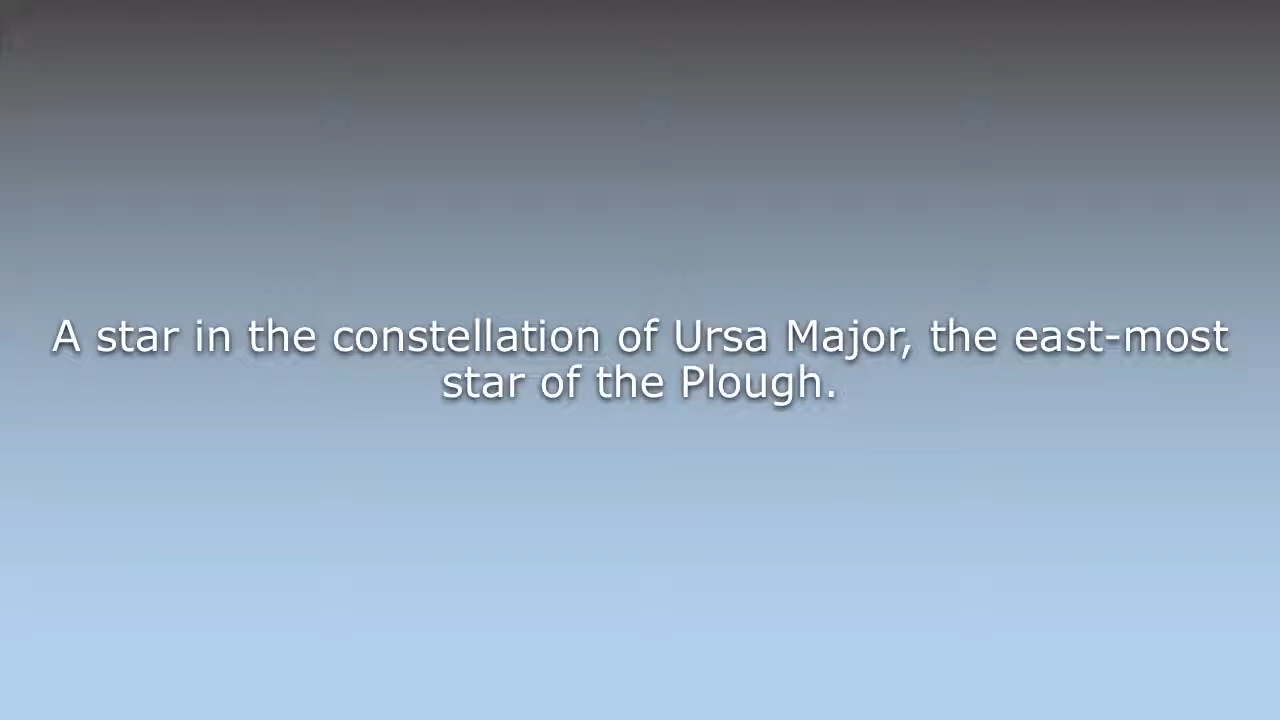 A star in the constellation of Ursa Major, the east-most
star of the Plough.